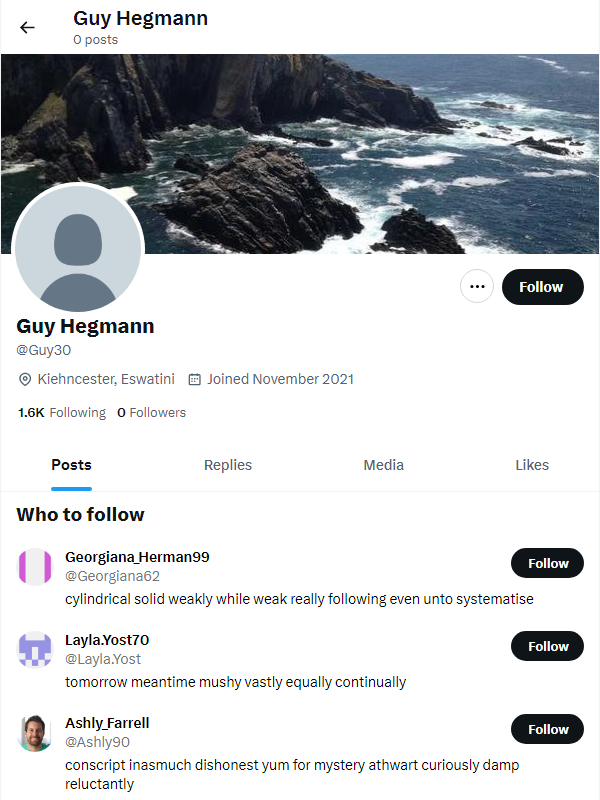 Guy Hegmann
0 posts
Follow
Guy Hegmann
@Guy30
Kiehncester, Eswatini Joined November 2021
1.6K Following 0 Followers
Posts Replies Media Likes
Who to follow
Georgiana_Herman99
@Georgiana62
Follow
cylindrical solid weakly while weak really following even unto systematise
Layla.Yost70
@Layla.Yost
Follow
tomorrow meantime mushy vastly equally continually
Ashly_Farrell
@Ashly90
Follow
conscript inasmuch dishonest yum for mystery athwart curiously damp
reluctantly